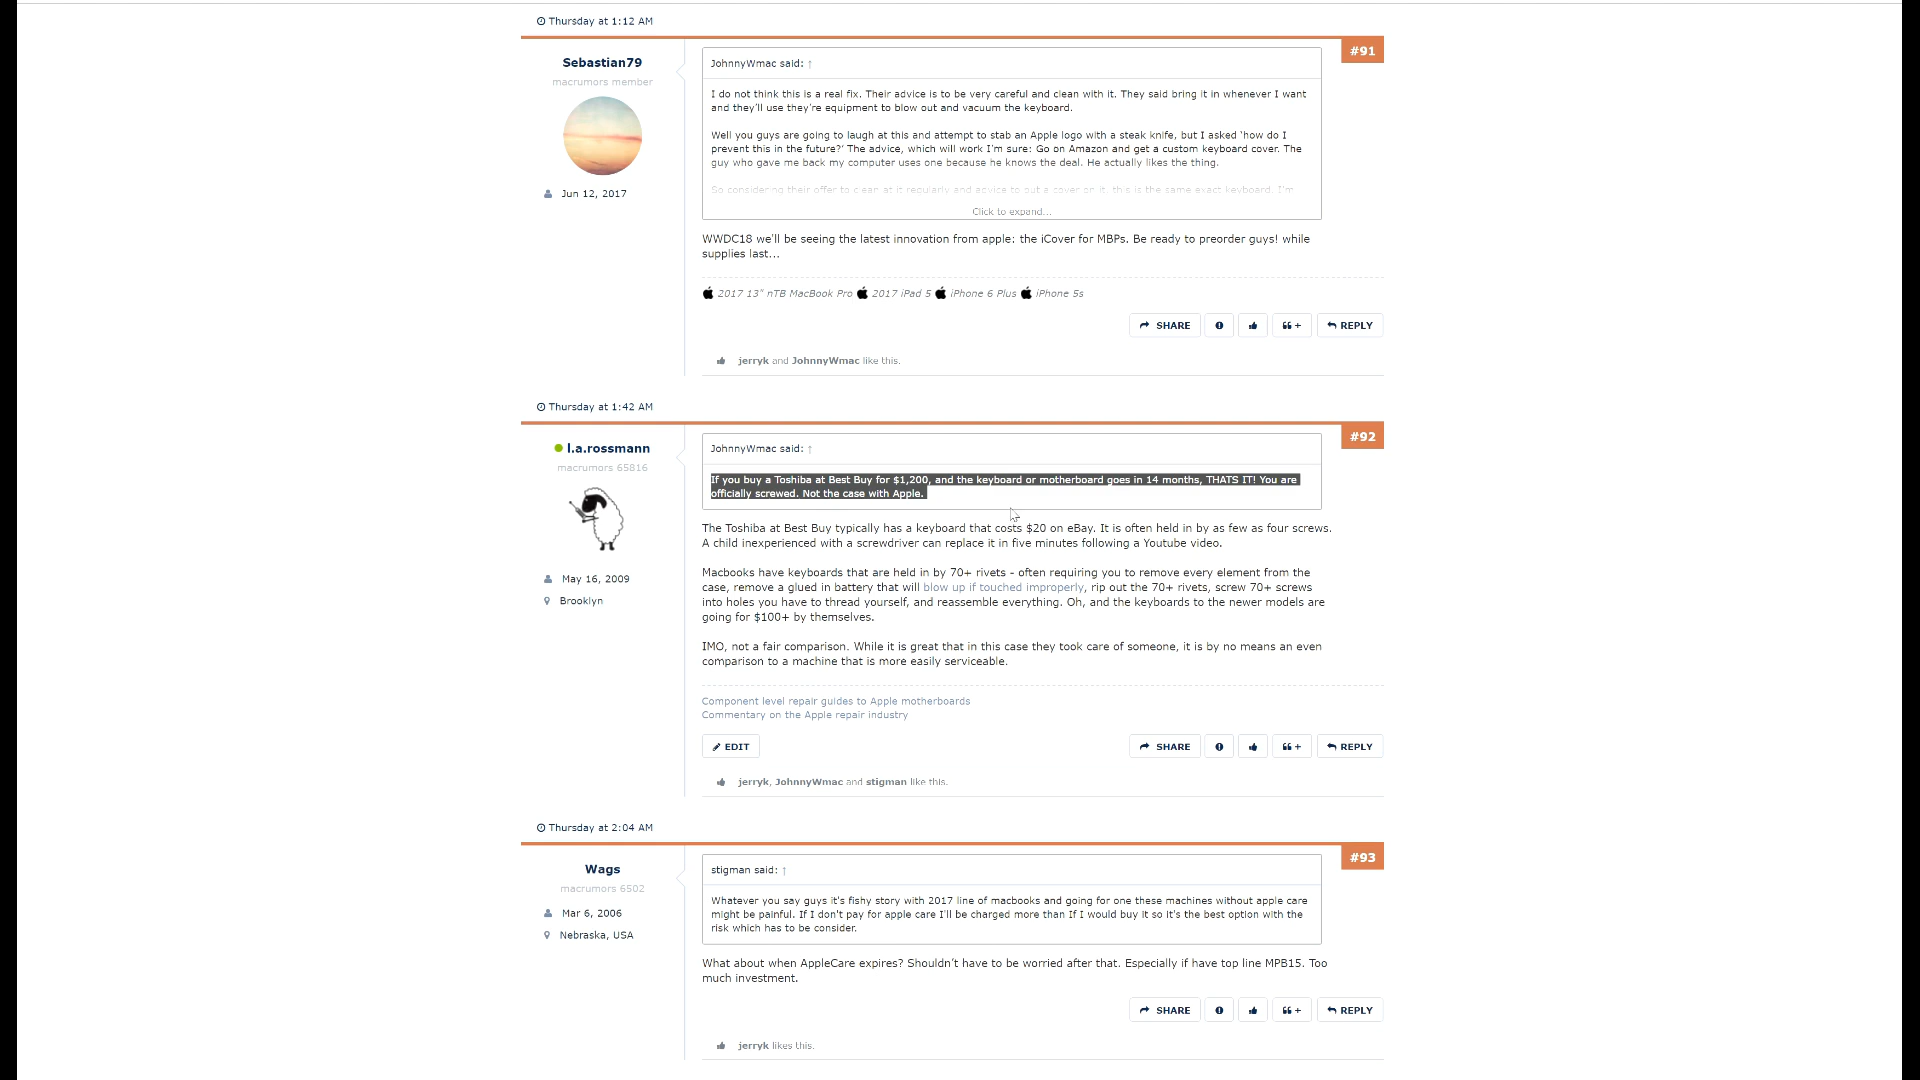 Thursday at 1:12 AM
#91
Sebastian79
macrumors member
Jun 12, 2017
JohnnyWmac said: ↑
I do not think this is a real fix. Their advice is to be very careful and clean with it. They said bring it in whenever I want
and they’ll use they’re equipment to blow out and vacuum the keyboard.
Well you guys are going to laugh at this and attempt to stab an Apple logo with a steak knife, but I asked ‘how do I
prevent this in the future?’ The advice, which will work I’m sure: Go on Amazon and get a custom keyboard cover. The
guy who gave me back my computer uses one because he knows the deal. He actually likes the thing.
So considering their offer to clean at it regularly and advice to put a cover on it, this is the same exact keyboard. I’m
Click to expand...
WWDC18 we'll be seeing the latest innovation from apple: the iCover for MBPs. Be ready to preorder guys! while
supplies last...
2017 13" nTB MacBook Pro 2017 iPad 5 iPhone 6 Plus iPhone 5s
SHARE
+
REPLY
jerryk and JohnnyWmac like this.
Thursday at 1:42 AM
#92
l.a.rossmann
macrumors 65816
May 16, 2009
Brooklyn
JohnnyWmac said: ↑
If you buy a Toshiba at Best Buy for $1,200, and the keyboard or motherboard goes in 14 months, THATS IT! You are
officially screwed. Not the case with Apple.
The Toshiba at Best Buy typically has a keyboard that costs $20 on eBay. It is often held in by as few as four screws.
A child inexperienced with a screwdriver can replace it in five minutes following a Youtube video.
Macbooks have keyboards that are held in by 70+ rivets - often requiring you to remove every element from the
case, remove a glued in battery that will blow up if touched improperly, rip out the 70+ rivets, screw 70+ screws
into holes you have to thread yourself, and reassemble everything. Oh, and the keyboards to the newer models are
going for $100+ by themselves.
IMO, not a fair comparison. While it is great that in this case they took care of someone, it is by no means an even
comparison to a machine that is more easily serviceable.
Component level repair guides to Apple motherboards
Commentary on the Apple repair industry
EDIT
SHARE
+
REPLY
jerryk, JohnnyWmac and stigman like this.
Thursday at 2:04 AM
#93
Wags
macrumors 6502
Mar 6, 2006
Nebraska, USA
stigman said: ↑
Whatever you say guys it's fishy story with 2017 line of macbooks and going for one these machines without apple care
might be painful. If I don't pay for apple care I'll be charged more than If I would buy it so it's the best option with the
risk which has to be consider.
What about when AppleCare expires? Shouldn’t have to be worried after that. Especially if have top line MPB15. Too
much investment.
SHARE
+
REPLY
jerryk likes this.